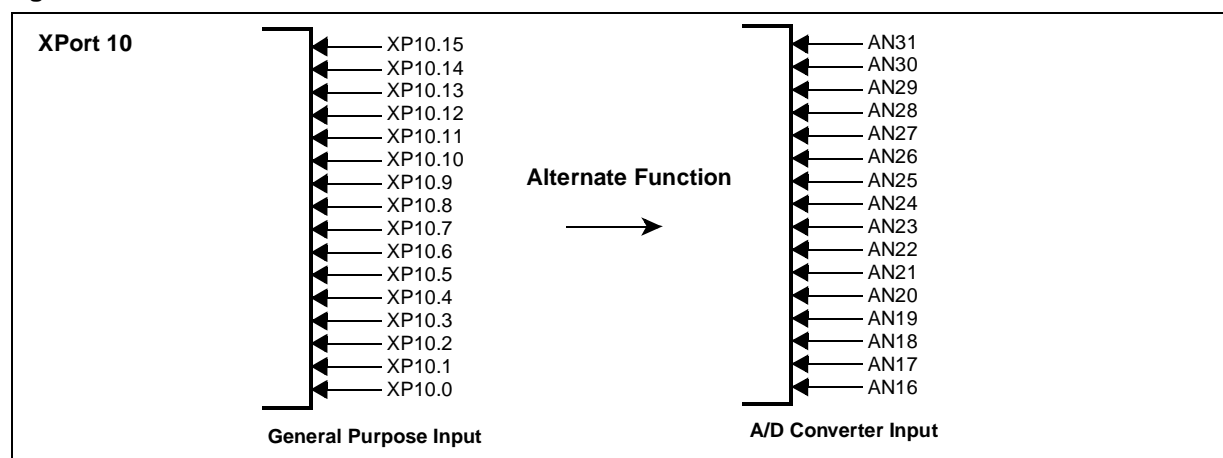 XPort 10
XP10.15
XP10.14
XP10.13
XP10.12
XP10.11
XP10.10
XP10.9
XP10.8
XP10.7
XP10.6
XP10.5
XP10.4
XP10.3
XP10.2
XP10.1
XP10.0
General Purpose Input
Alternate Function
AN31
AN30
AN29
AN28
AN27
AN26
AN25
AN24
AN23
AN22
AN21
AN20
AN19
AN18
AN17
AN16
A/D Converter Input